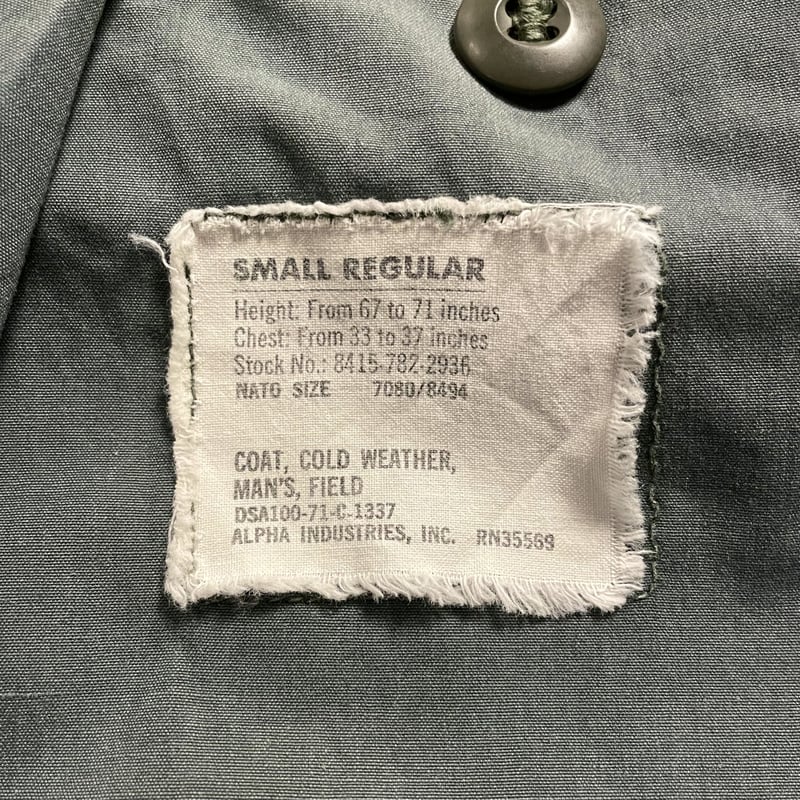 SMALL REGULAR
Height: From 67 to 71 inches
Chest: From 33 to 37 inches
Stock No.: 8415-782-2936
NATO SIZE 7080/8494
COAT, COLD WEATHER,
MAN'S, FIELD
DSA100-71-C-1337
ALPHA INDUSTRIES, INC. RN35569